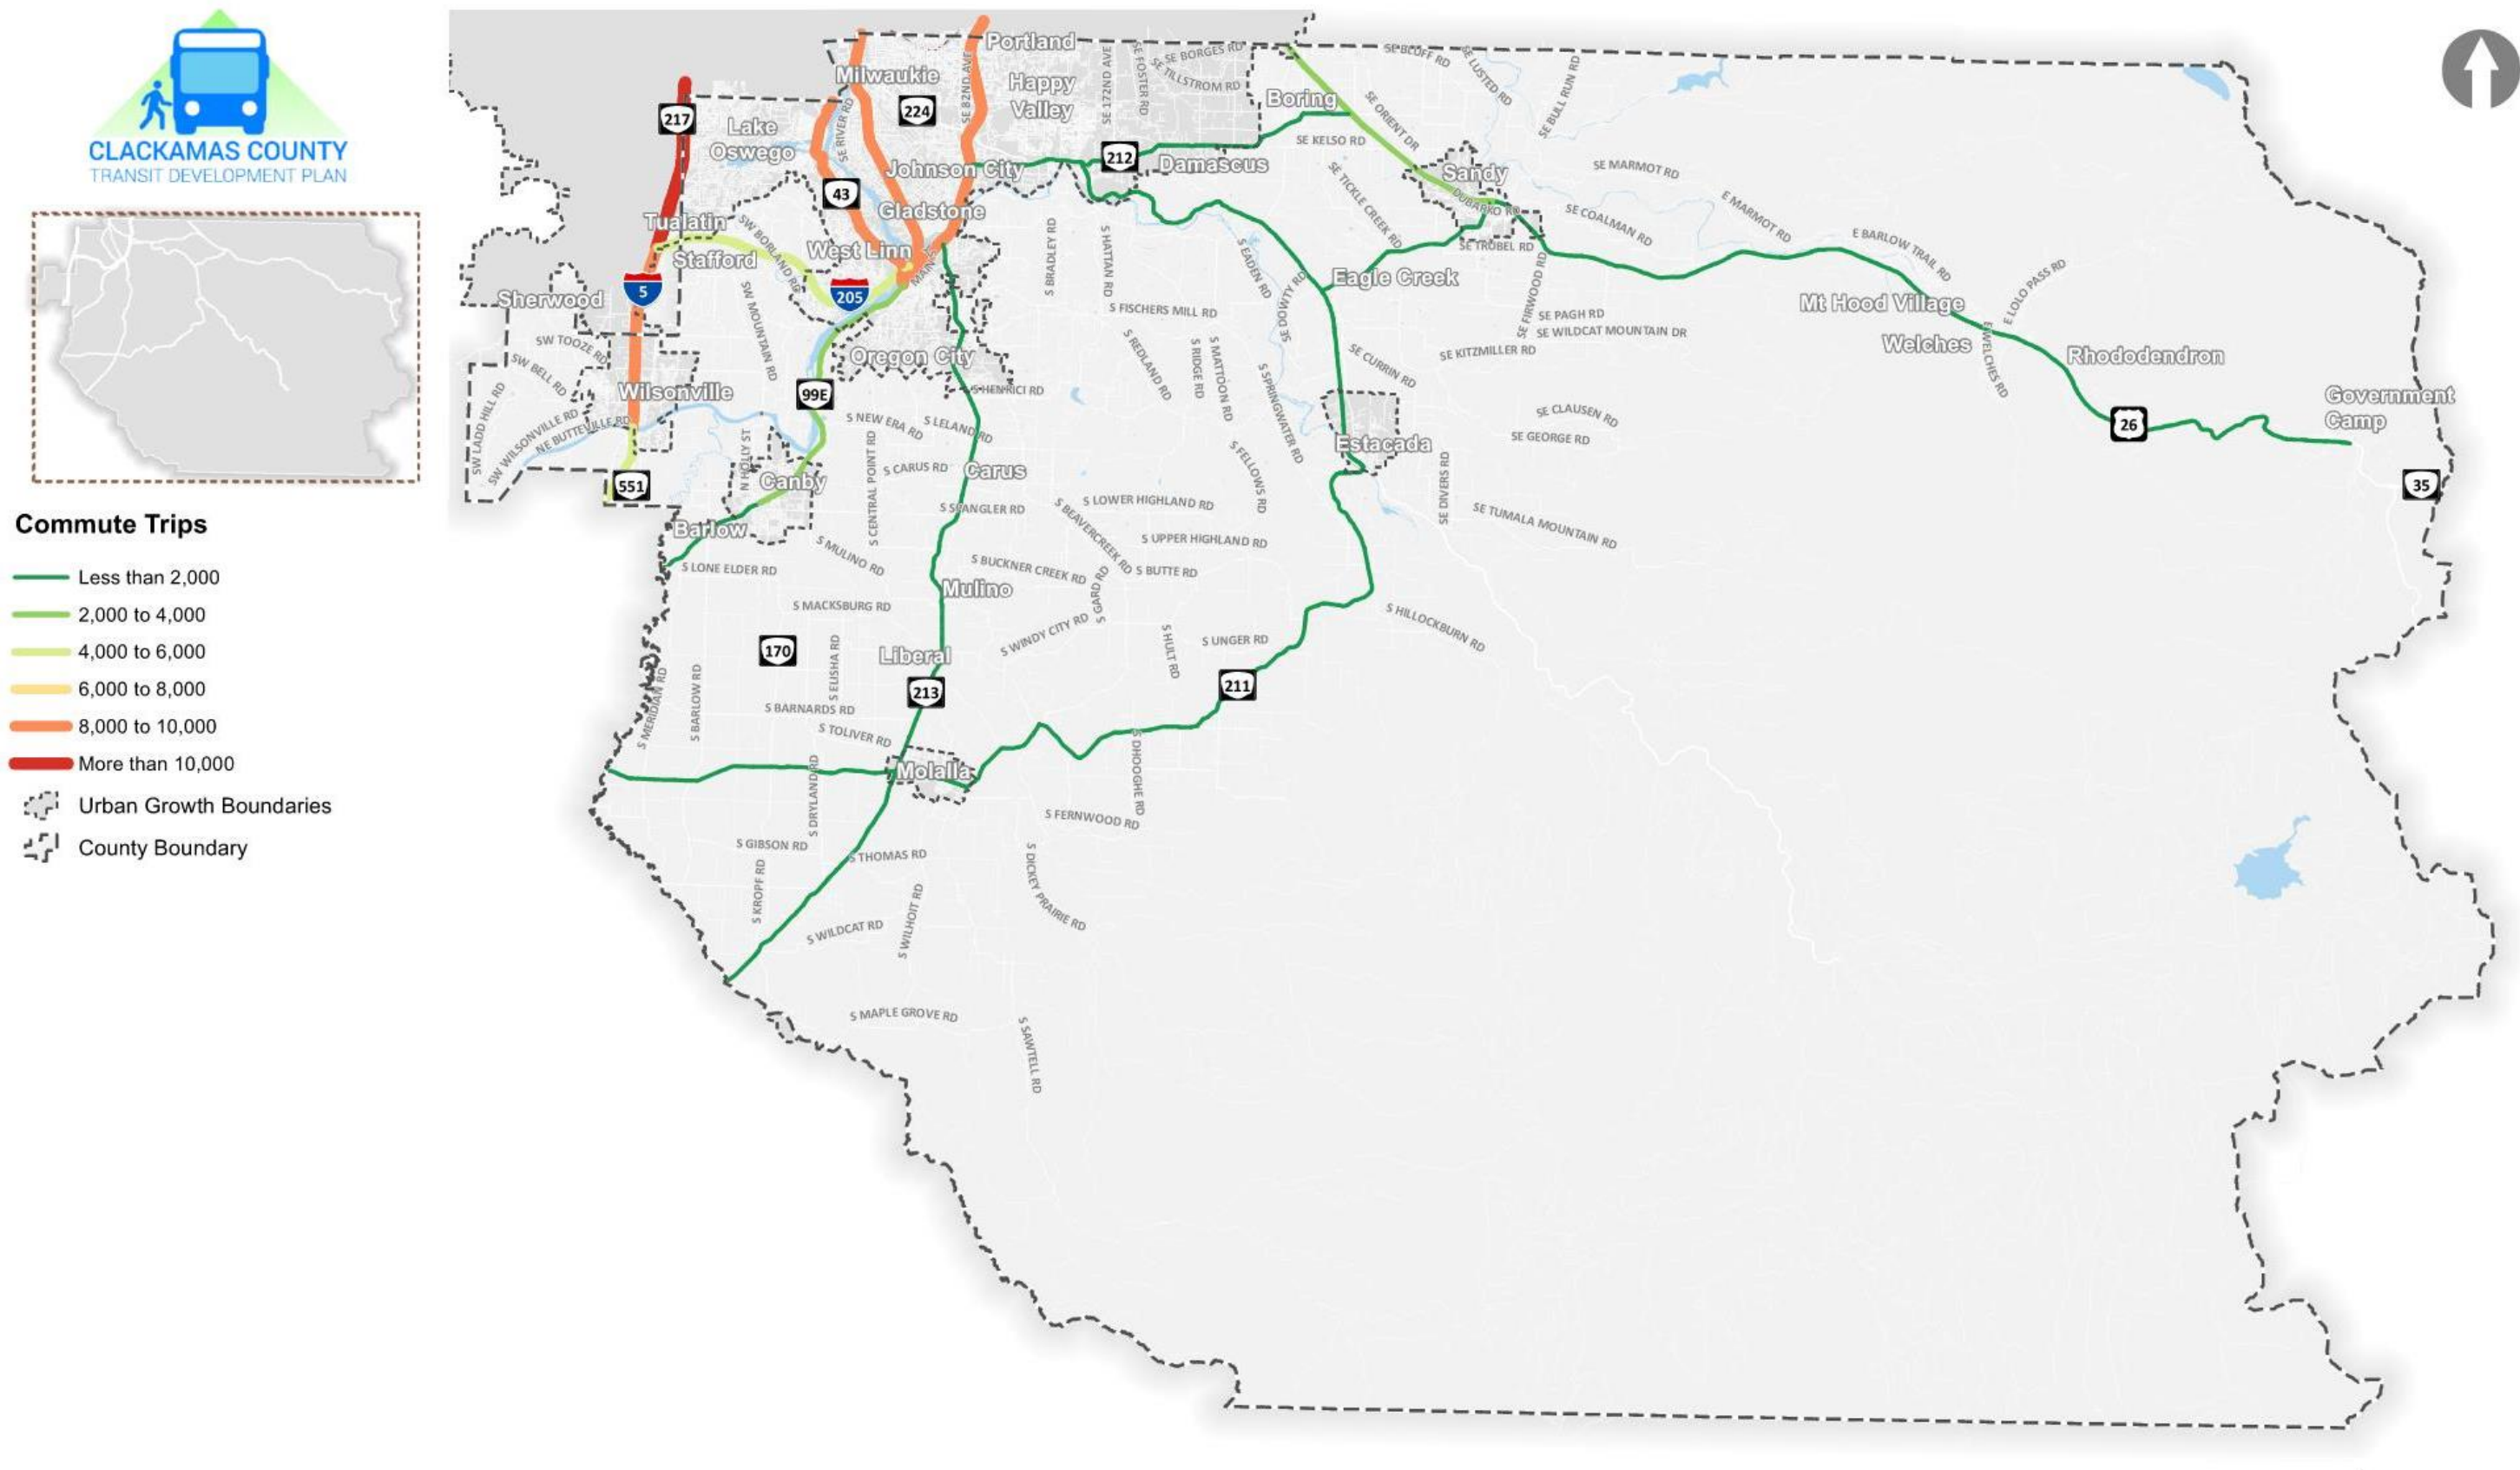 CLACKAMAS COUNTY
TRANSIT DEVELOPMENT PLAN
Commute Trips
Less than 2,000
2,000 to 4,000
4,000 to 6,000
6,000 to 8,000
8,000 to 10,000
More than 10,000
Urban Growth Boundaries
County Boundary
Portland
Milwaukie
224
Happy
Valley
217
Lake
Oswego
SE RIVER RD
SE 82ND AVE
SE 172ND AVE
SE FOSTER RD
SE BORGES RD
SE TILLSTROM RD
Boring
SE BLUFF RD
SE LUSTED RD
SE BULL RUN RD
SE ORIENT DR
SE KELSO RD
Johnson City
212
Damascus
43
Gladstone
Tualatin
SW BORLAND RD
West Linn
Stafford
MAIN
5
205
Sherwood
Sandy
DUBARKO RD
SE TICKLE CREEK RD
SE TRUBEL RD
SE MARMOT RD
SE COALMAN RD
E MARMOT RD
E BARLOW TRAIL RD
E LOLO PASS RD
Eagle Creek
SE FIRWOOD RD
SE PAGH RD
SE WILDCAT MOUNTAIN DR
SE KITZMILLER RD
Mt Hood Village
Welches
E WELCHES RD
Rhododendron
Government
Camp
26
35
S BRADLEY RD
S HATTAN RD
S EADEN RD
SE DOWTY RD
S FISCHERS MILL RD
S REDLAND RD
S RIDGE RD
S MATTOON RD
S SPRINGWATER RD
SE CURRIN RD
Estacada
SE CLAUSEN RD
SE GEORGE RD
SE DIVERS RD
SE TUMALA MOUNTAIN RD
SW TOOZE RD
SW BELL RD
SW LADD HILL RD
SW WILSONVILLE RD
NE BUTTEVILLE RD
Wilsonville
SW MOUNTAIN RD
551
Oregon City
99E
S HENRICI RD
S NEW ERA RD
S LELAND RD
N HOLLY ST
Canby
S CENTRAL POINT RD
S CARUS RD
Carus
S SPANGLER RD
S LOWER HIGHLAND RD
S FELLOWS RD
S BEAVERCREEK RD
S UPPER HIGHLAND RD
Barlow
S LONE ELDER RD
S MULINO RD
S BUCKNER CREEK RD
S BUTTE RD
S GARD RD
Mulino
S MACKSBURG RD
170
S ELISHA RD
Liberal
S WINDY CITY RD
S HULT RD
S UNGER RD
S HILLOCKBURN RD
213
211
S MERIDIAN RD
S BARLOW RD
S BARNARDS RD
S TOLIVER RD
Molalla
S DRYLAND RD
S DHOOGHE RD
S FERNWOOD RD
S GIBSON RD
S THOMAS RD
S KROPF RD
S WILDCAT RD
S WILHOIT RD
S DICKEY PRAIRIE RD
S MAPLE GROVE RD
S SAWTELL RD